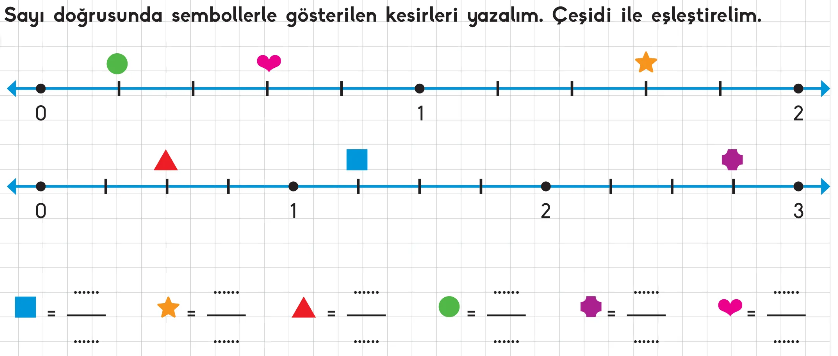 Sayı doğrusunda sembollerle gösterilen kesirleri yazalım. Çeşidi ile eşleştirelim.
0 1 2
0 1 2 3
...... ...... ...... ...... ...... ......
= = = = = =
...... ...... ...... ...... ...... ......